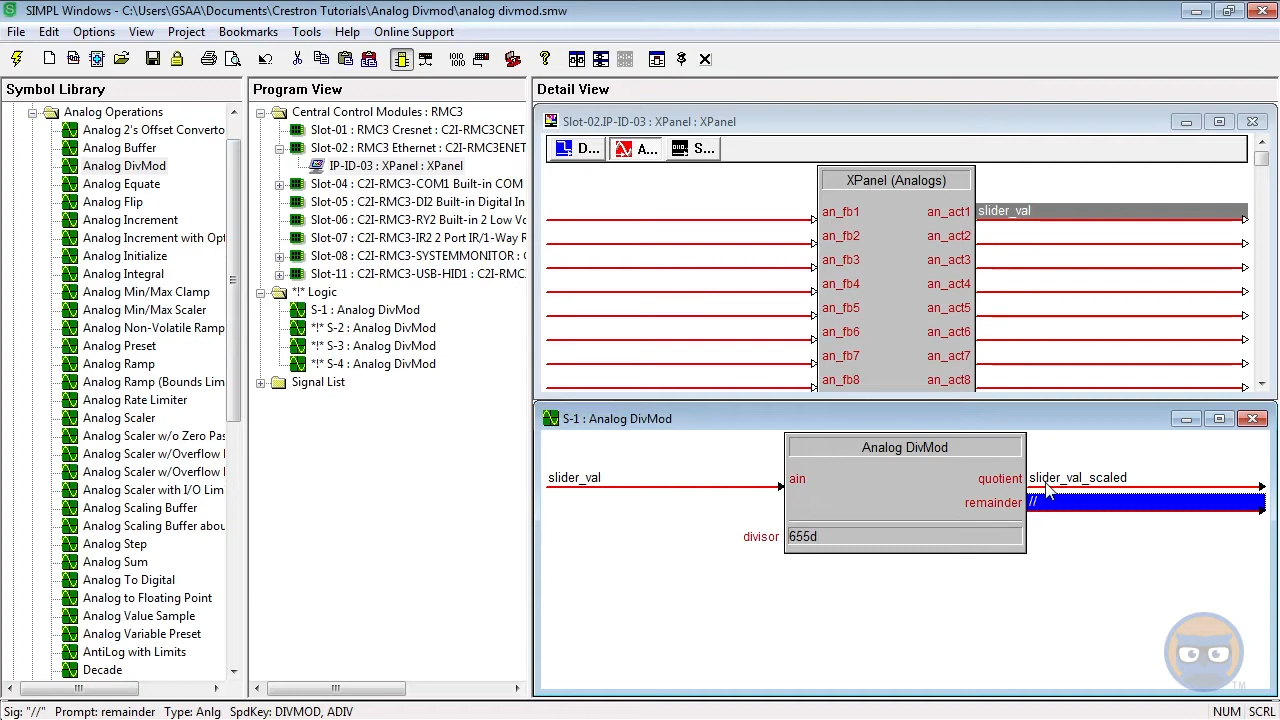 SIMPL Windows - C:\Users\GSAA\Documents\Crestron Tutorials\Analog Divmod\analog divmod.smw
File Edit Options View Project Bookmarks Tools Help Online Support
Symbol Library
Analog Operations
Analog 2's Offset Converto
Analog Buffer
Analog DivMod
Analog Equate
Analog Flip
Analog Increment
Analog Increment with Opt
Analog Initialize
Analog Integral
Analog Min/Max Clamp
Analog Min/Max Scaler
Analog Non-Volatile Ramp
Analog Preset
Analog Ramp
Analog Ramp (Bounds Lim
Analog Rate Limiter
Analog Scaler
Analog Scaler w/o Zero Pas
Analog Scaler w/Overflow
Analog Scaler w/Overflow
Analog Scaler with I/O Lim
Analog Scaling Buffer
Analog Scaling Buffer abou
Analog Step
Analog Sum
Analog To Digital
Analog to Floating Point
Analog Value Sample
Analog Variable Preset
AntiLog with Limits
Decade
Program View
Central Control Modules : RMC3
Slot-01 : RMC3 Cresnet : C2I-RMC3CNET
Slot-02 : RMC3 Ethernet : C2I-RMC3ENET
IP-ID-03 : XPanel : XPanel
Slot-04 : C2I-RMC3-COM1 Built-in COM
Slot-05 : C2I-RMC3-DI2 Built-in Digital In
Slot-06 : C2I-RMC3-RY2 Built-in 2 Low Vo
Slot-07 : C2I-RMC3-IR2 2 Port IR/1-Way R
Slot-08 : C2I-RMC3-SYSTEMMONITOR : C
Slot-11 : C2I-RMC3-USB-HID1 : C2I-RMC
*!* Logic
S-1 : Analog DivMod
*!* S-2 : Analog DivMod
*!* S-3 : Analog DivMod
*!* S-4 : Analog DivMod
Signal List
Detail View
Slot-02.IP-ID-03 : XPanel : XPanel
D... A... S...
XPanel (Analogs)
an_fb1 an_act1 slider_val
an_fb2 an_act2
an_fb3 an_act3
an_fb4 an_act4
an_fb5 an_act5
an_fb6 an_act6
an_fb7 an_act7
an_fb8 an_act8
S-1 : Analog DivMod
Analog DivMod
slider_val ain quotient slider_val_scaled
remainder //
divisor 655d
TM
Sig: "//" Prompt: remainder Type: Anlg SpdKey: DIVMOD, ADIV
NUM SCRL